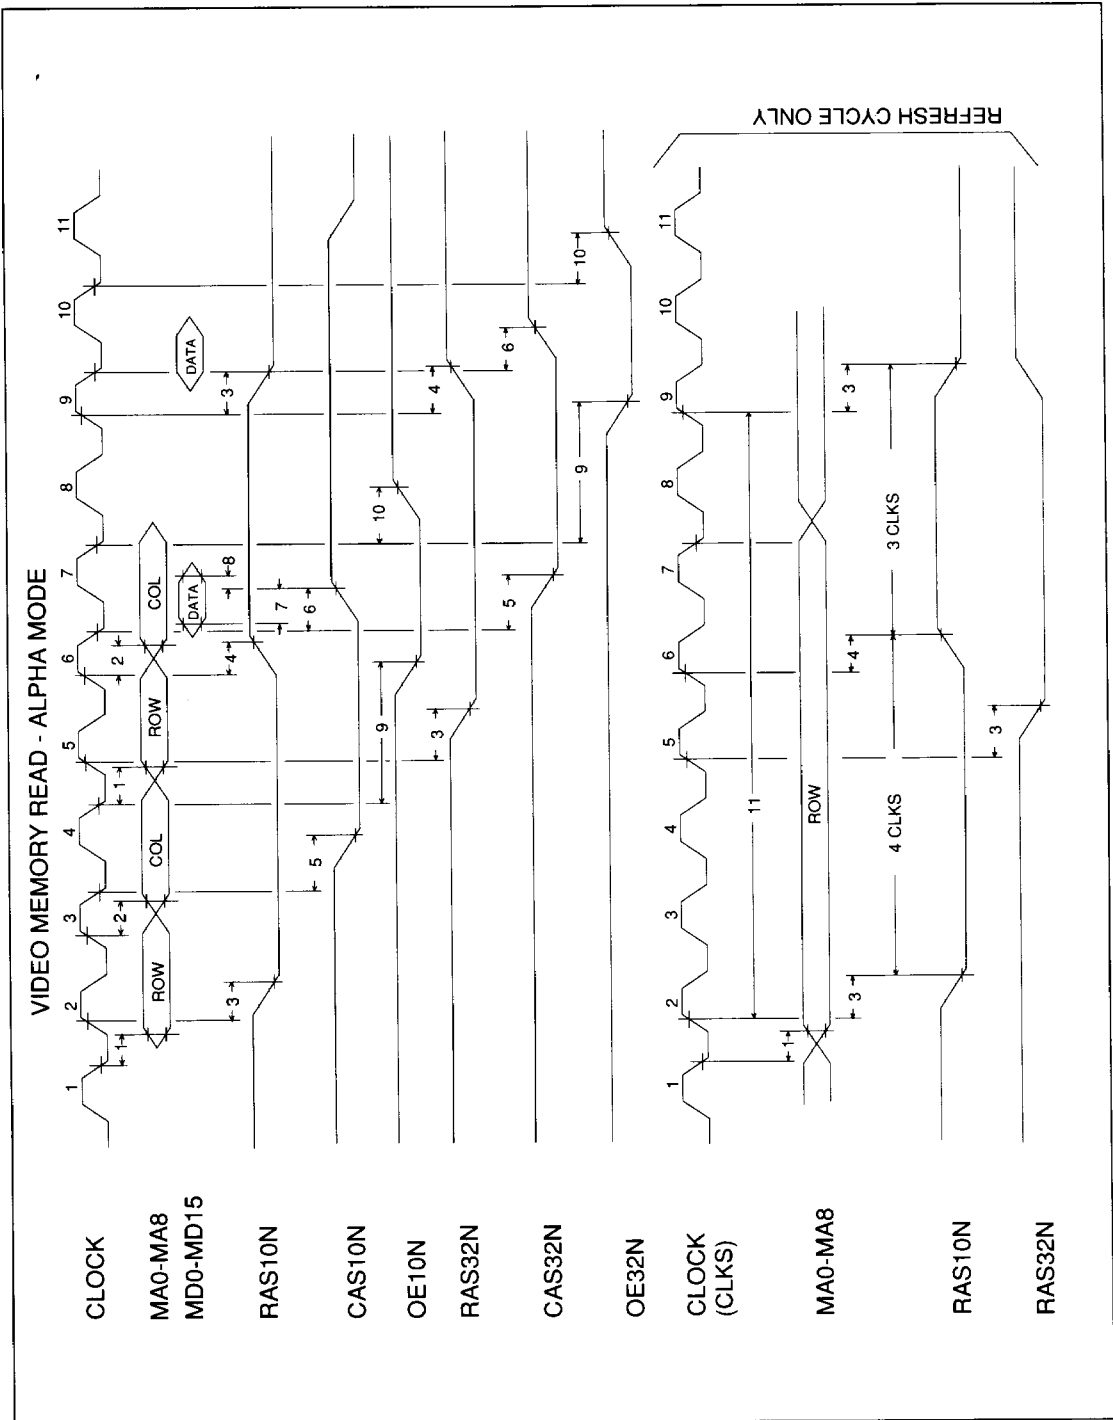 VIDEO MEMORY READ - ALPHA MODE
CLOCK
1 2 3 4 5 6 7 8 9 10 11
1 2 1 2
MA0-MA8
ROW COL ROW COL
MD0-MD15
DATA DATA
3 4 8 3
RAS10N
7
5 6
CAS10N
9 10
OE10N
3 4
RAS32N
5 6
CAS32N
9 10
OE32N
CLOCK
(CLKS)
1 2 3 4 5 6 7 8 9 10 11
11
1
MA0-MA8
ROW
3 4 3
4 CLKS 3 CLKS
RAS10N
3
RAS32N
REFRESH CYCLE ONLY